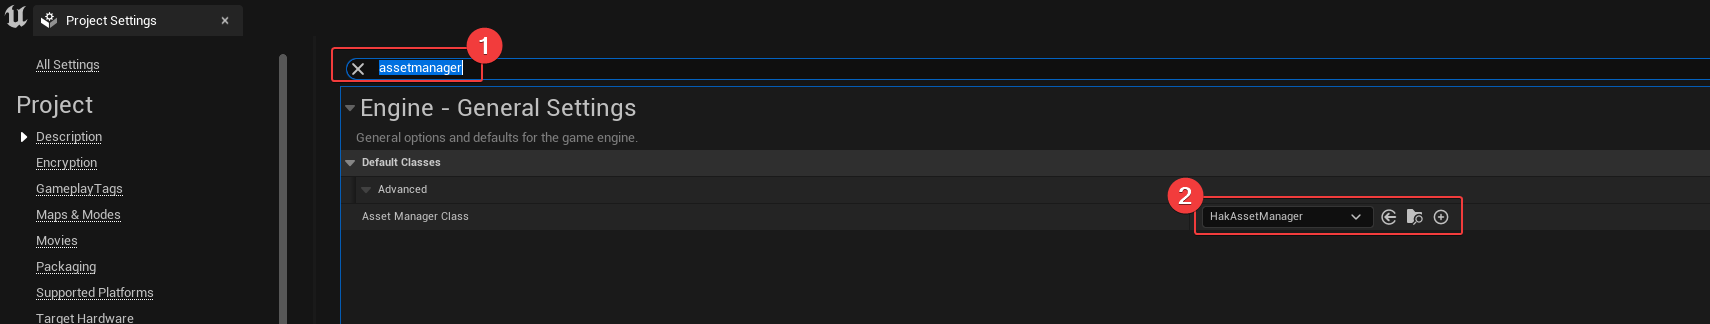 Project Settings
1
All Settings
assetmanager
Project
Engine - General Settings
Description
General options and defaults for the game engine.
Encryption
Default Classes
GameplayTags
Advanced
2
Maps & Modes
Asset Manager Class
HakAssetManager
Movies
Packaging
Supported Platforms
Target Hardware